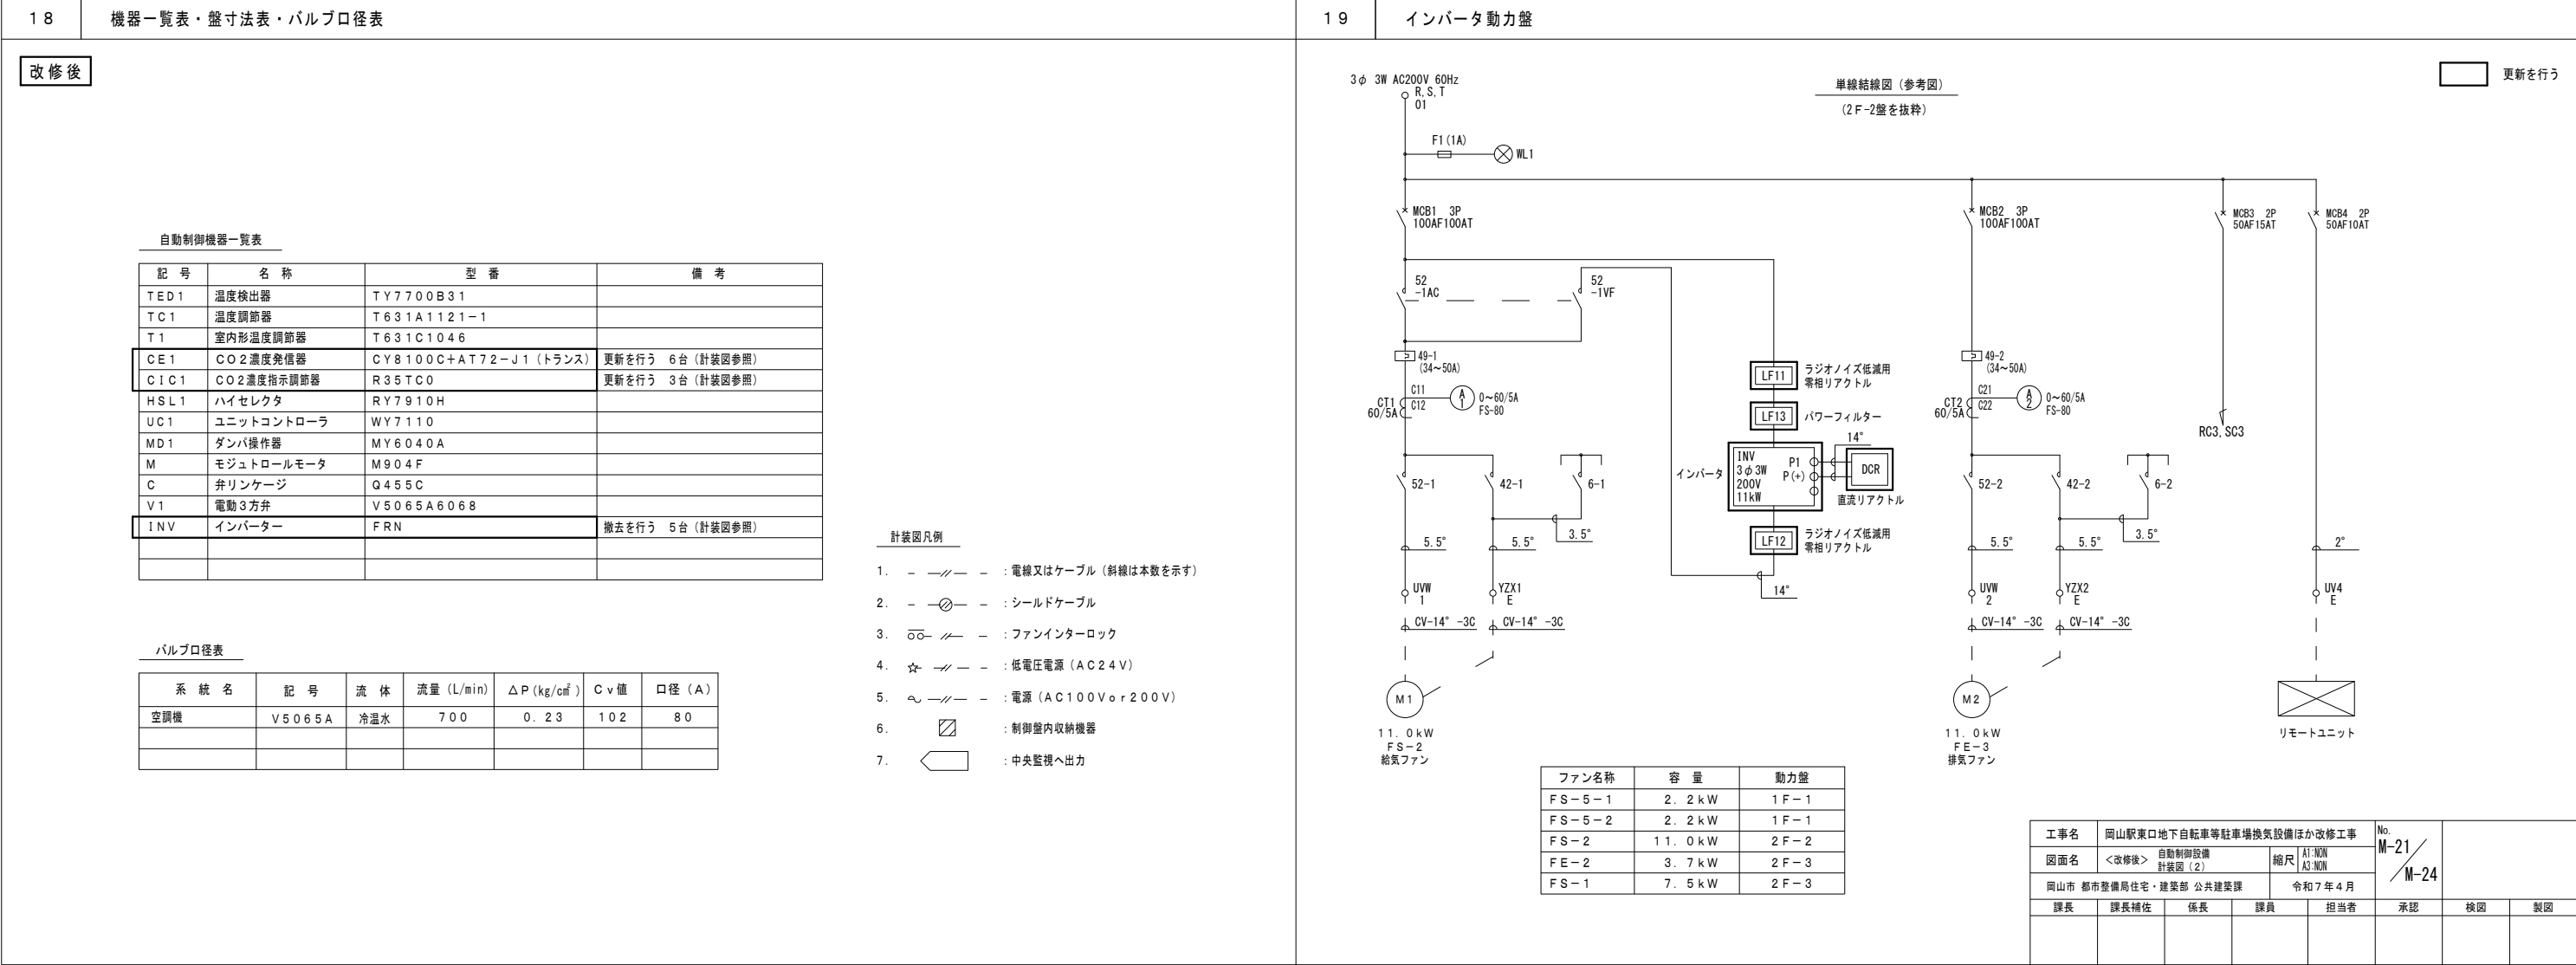 18 機器一覧表・盤寸法表・バルブ口径表
改修後
自動制御機器一覧表
記 号 名 称 型 番 備 考
TED1 温度検出器 TY7700B31
TC1 温度調節器 T631A1121-1
T1 室内形温度調節器 T631C1046
CE1 CO2濃度発信器 CY8100C+AT72-J1(トランス) 更新を行う 6台(計装図参照)
CIC1 CO2濃度指示調節器 R35TC0 更新を行う 3台(計装図参照)
HSL1 ハイセレクタ RY7910H
UC1 ユニットコントローラ WY7110
MD1 ダンパ操作器 MY6040A
M モジュトロールモータ M904F
C 弁リンケージ Q455C
V1 電動3方弁 V5065A6068
INV インバーター FRN 撤去を行う 5台(計装図参照)
バルブ口径表
系 統 名 記 号 流 体 流量 (L/min) △P(kg/c㎡) Cv値 口径(A)
空調機 V5065A 冷温水 700 0.23 102 80
計装図凡例
1. :電線又はケーブル(斜線は本数を示す)
2. :シールドケーブル
3. :ファンインターロック
4. :低電圧電源(AC24V)
5. :電源(AC100Vor200V)
6. :制御盤内収納機器
7. :中央監視へ出力
19 インバータ動力盤
更新を行う
単線結線図(参考図)
(2F-2盤を抜粋)
3φ 3W AC200V 60Hz
R,S,T
01
F1(1A)
WL1
MCB1 3P
100AF100AT
MCB2 3P
100AF100AT
MCB3 2P
50AF15AT
MCB4 2P
50AF10AT
52
-1AC
52
-1VF
49-1
(34~50A)
C11
C12
CT1
60/5A
A
1
0~60/5A
FS-80
52-1
42-1
6-1
5.5°
5.5°
3.5°
UVW
1
YZX1
E
CV-14° -3C
CV-14° -3C
M1
11.0kW
FS-2
給気ファン
LF11
ラジオノイズ低減用
零相リアクトル
LF13
パワーフィルター
インバータ
INV
3φ3W
200V
11kW
P1
P(+)
14°
DCR
直流リアクトル
LF12
ラジオノイズ低減用
零相リアクトル
14°
49-2
(34~50A)
C21
C22
CT2
60/5A
A
2
0~60/5A
FS-80
52-2
42-2
6-2
5.5°
5.5°
3.5°
UVW
2
YZX2
E
CV-14° -3C
CV-14° -3C
M2
11.0kW
FE-3
排気ファン
RC3,SC3
2°
UV4
E
リモートユニット
ファン名称 容 量 動力盤
FS-5-1 2.2kW 1F-1
FS-5-2 2.2kW 1F-1
FS-2 11.0kW 2F-2
FE-2 3.7kW 2F-3
FS-1 7.5kW 2F-3
工事名 岡山駅東口地下自転車等駐車場換気設備ほか改修工事
No.
M-21/M-24
図面名 <改修後> 自動制御設備
計装図(2)
縮尺 A1:NON
A3:NON
岡山市 都市整備局住宅・建築部 公共建築課 令和7年4月
課長 課長補佐 係長 課員 担当者 承認 検図 製図